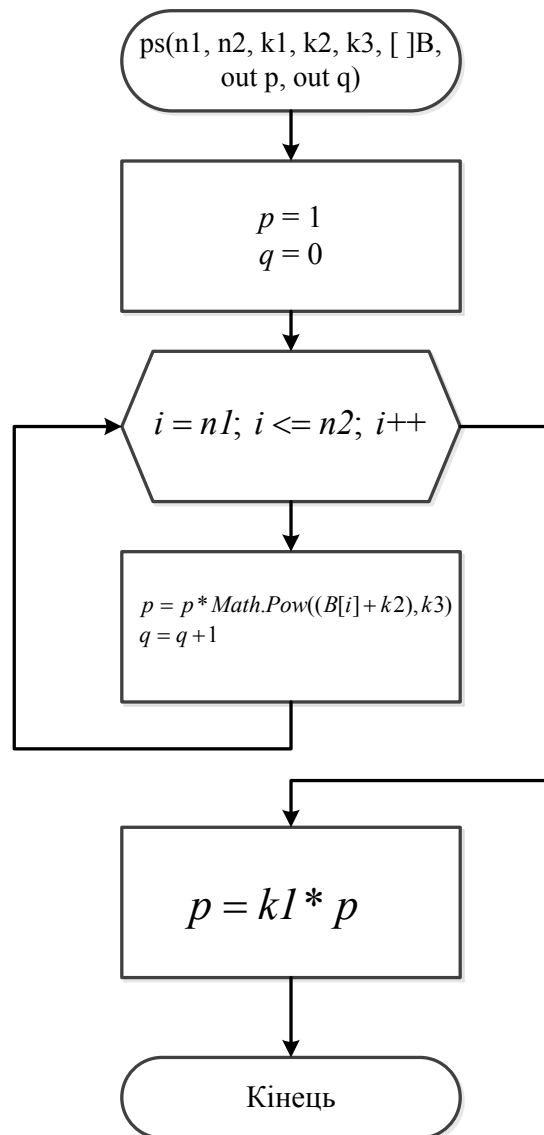 ps(n1, n2, k1, k2, k3, [ ]B,
out p, out q)
p = 1
q = 0
i = n1; i <= n2; i++
p = p * Math.Pow((B[i] + k2), k3)
q = q +1
p = k1* p
Кінець